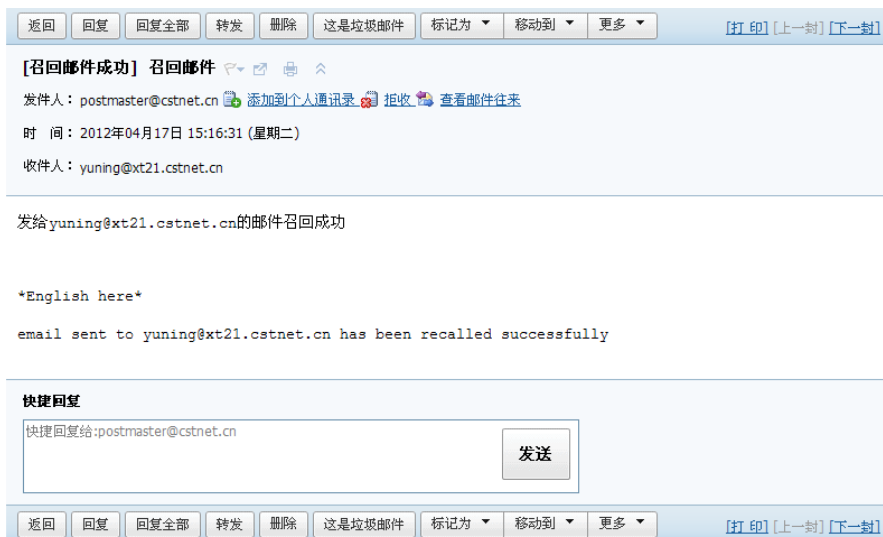 返回 回复 回复全部 转发 删除 这是垃圾邮件 标记为 移动到 更多 [打 印] [上一封] [下一封]
[召回邮件成功] 召回邮件
发件人：postmaster@cstnet.cn 添加到个人通讯录 拒收 查看邮件往来
时 间：2012年04月17日 15:16:31 (星期二)
收件人：yuning@xt21.cstnet.cn
发给yuning@xt21.cstnet.cn的邮件召回成功
*English here*
email sent to yuning@xt21.cstnet.cn has been recalled successfully
快捷回复
快捷回复给:postmaster@cstnet.cn
发送
返回 回复 回复全部 转发 删除 这是垃圾邮件 标记为 移动到 更多 [打 印] [上一封] [下一封]